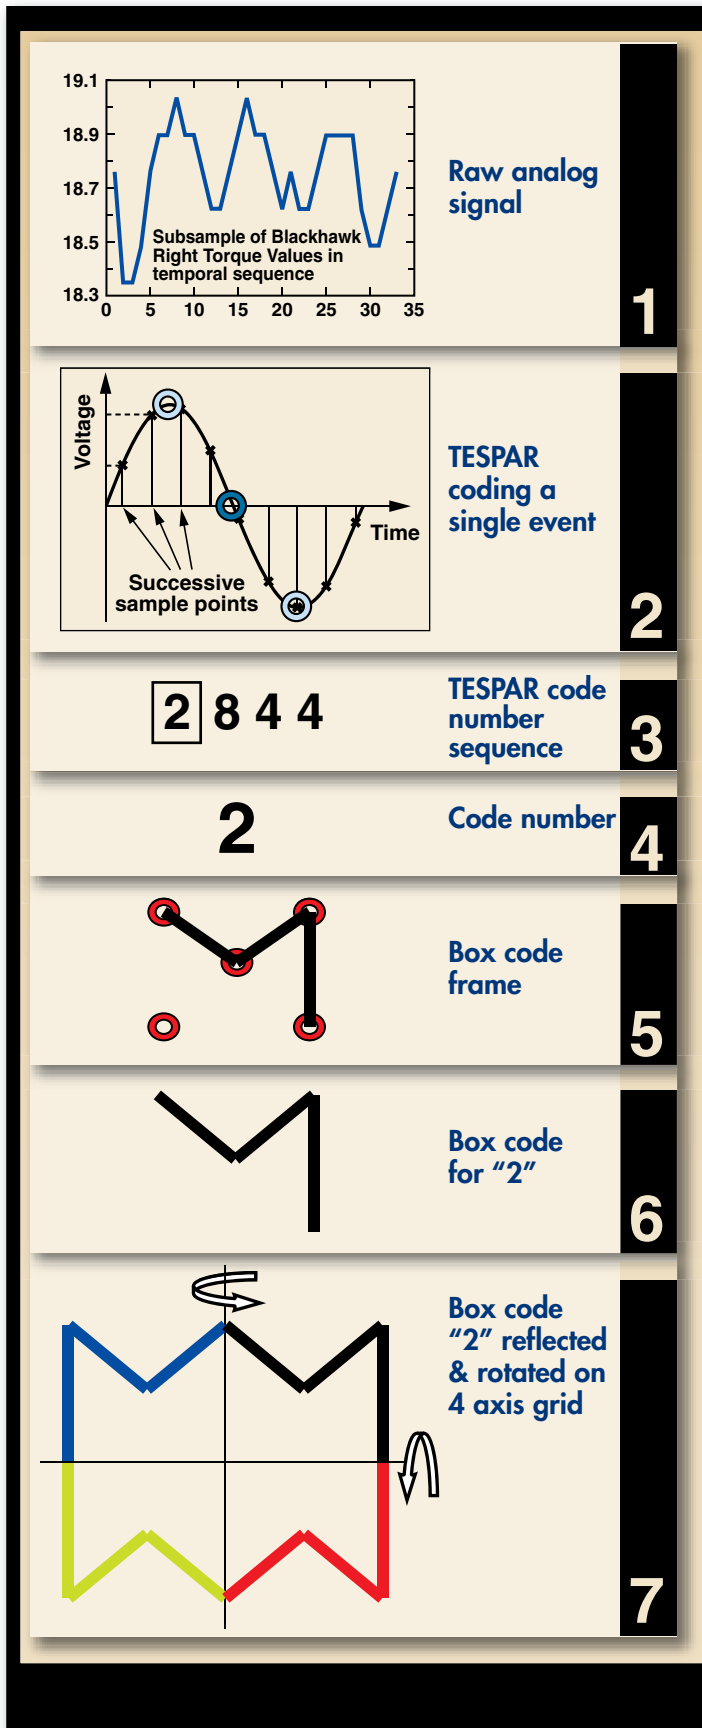 19.1
18.9
18.7
18.5
18.3
Subsample of Blackhawk
Right Torque Values in
temporal sequence
0 5 10 15 20 25 30 35
Raw analog
signal
1
Voltage
Time
Successive
sample points
TESPAR
coding a
single event
2
2 8 4 4
TESPAR code
number
sequence
3
2
Code number
4
Box code
frame
5
Box code
for “2”
6
Box code
“2” reflected
& rotated on
4 axis grid
7